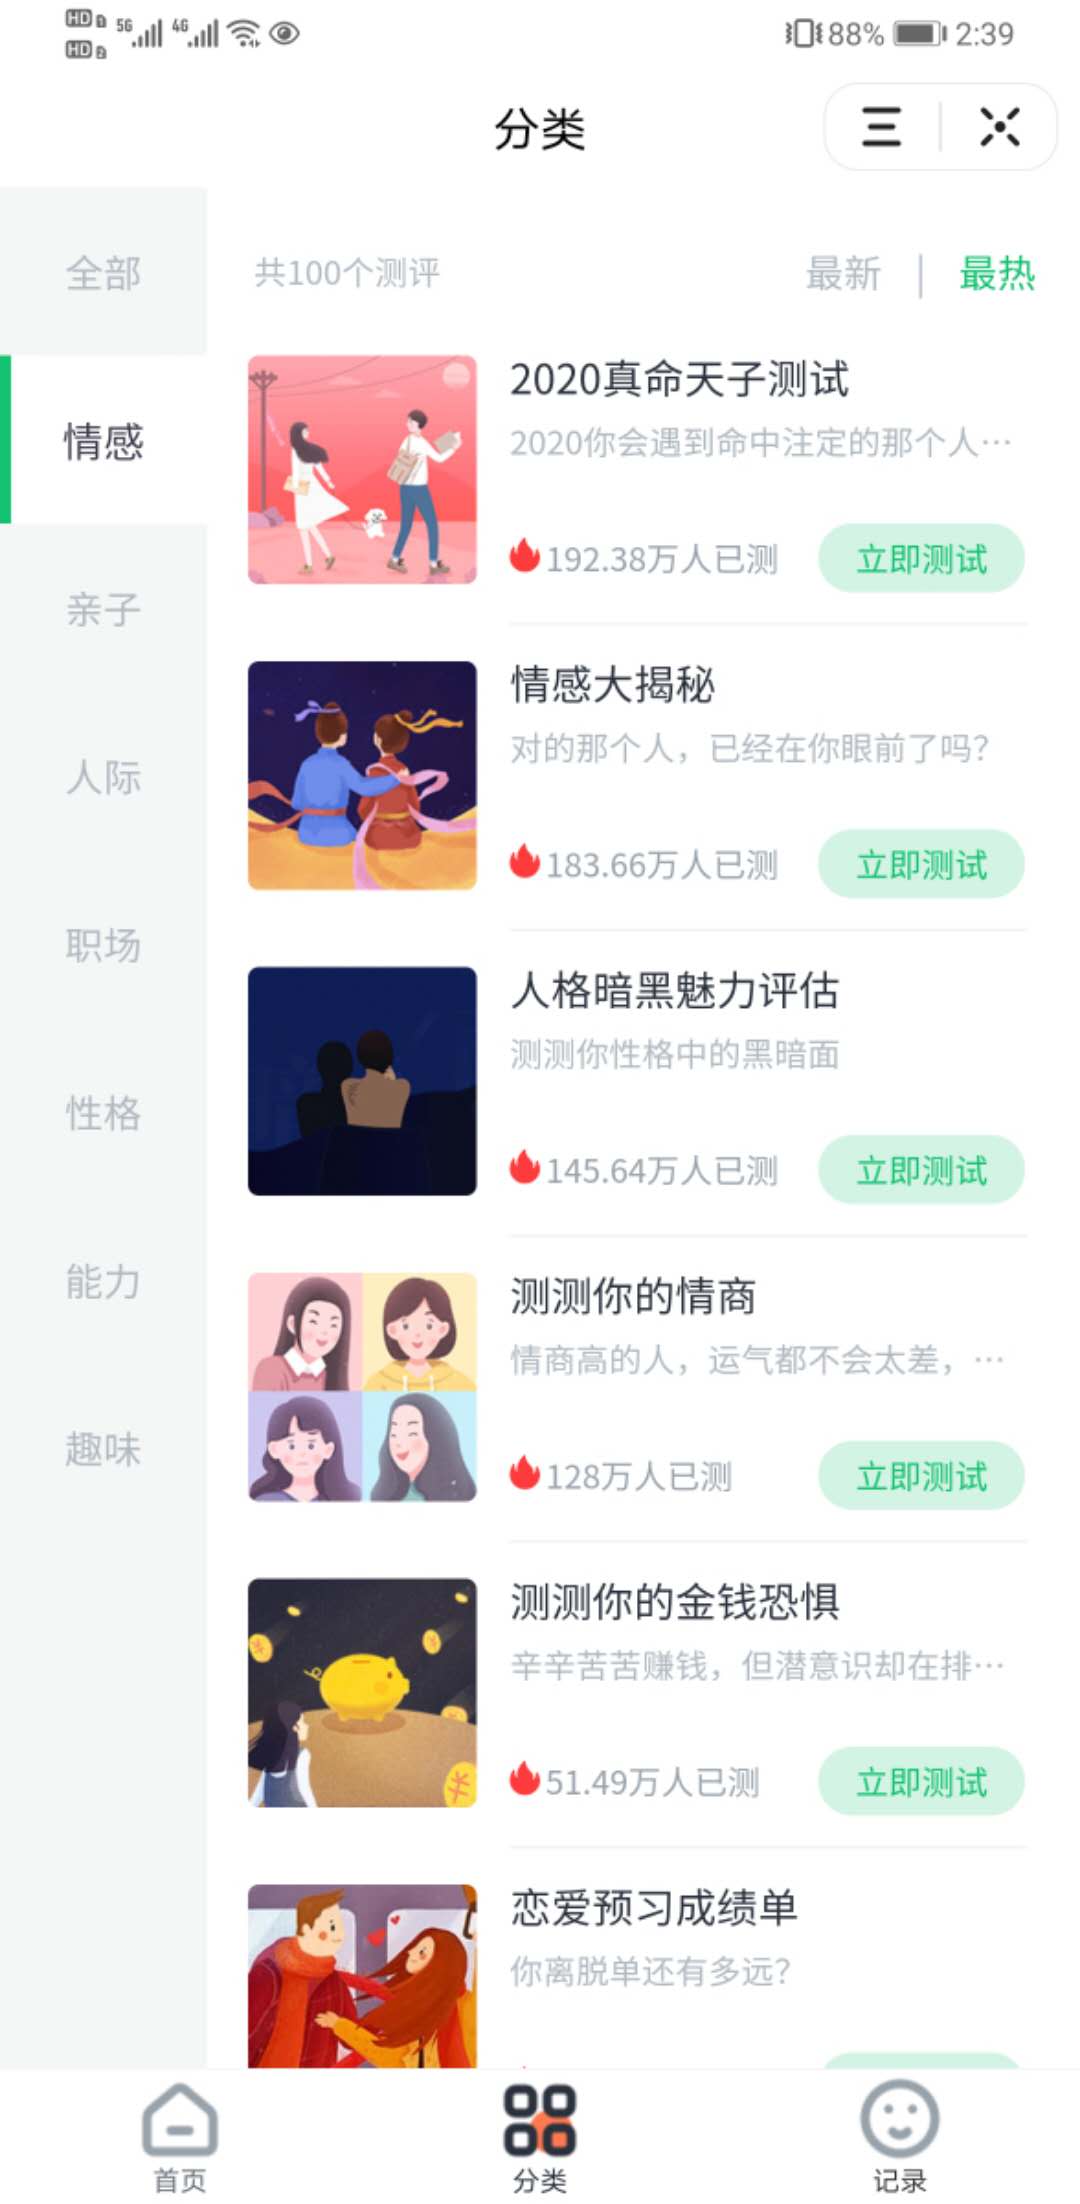 HD 1 5G 4G
HD 2
88% 2:39
分类
全部
情感
亲子
人际
职场
性格
能力
趣味
共100个测评
最新 | 最热
2020真命天子测试
2020你会遇到命中注定的那个人…
192.38万人已测 立即测试
情感大揭秘
对的那个人，已经在你眼前了吗？
183.66万人已测 立即测试
人格暗黑魅力评估
测测你性格中的黑暗面
145.64万人已测 立即测试
测测你的情商
情商高的人，运气都不会太差，…
128万人已测 立即测试
测测你的金钱恐惧
辛辛苦苦赚钱，但潜意识却在排…
51.49万人已测 立即测试
恋爱预习成绩单
你离脱单还有多远？
首页
分类
记录